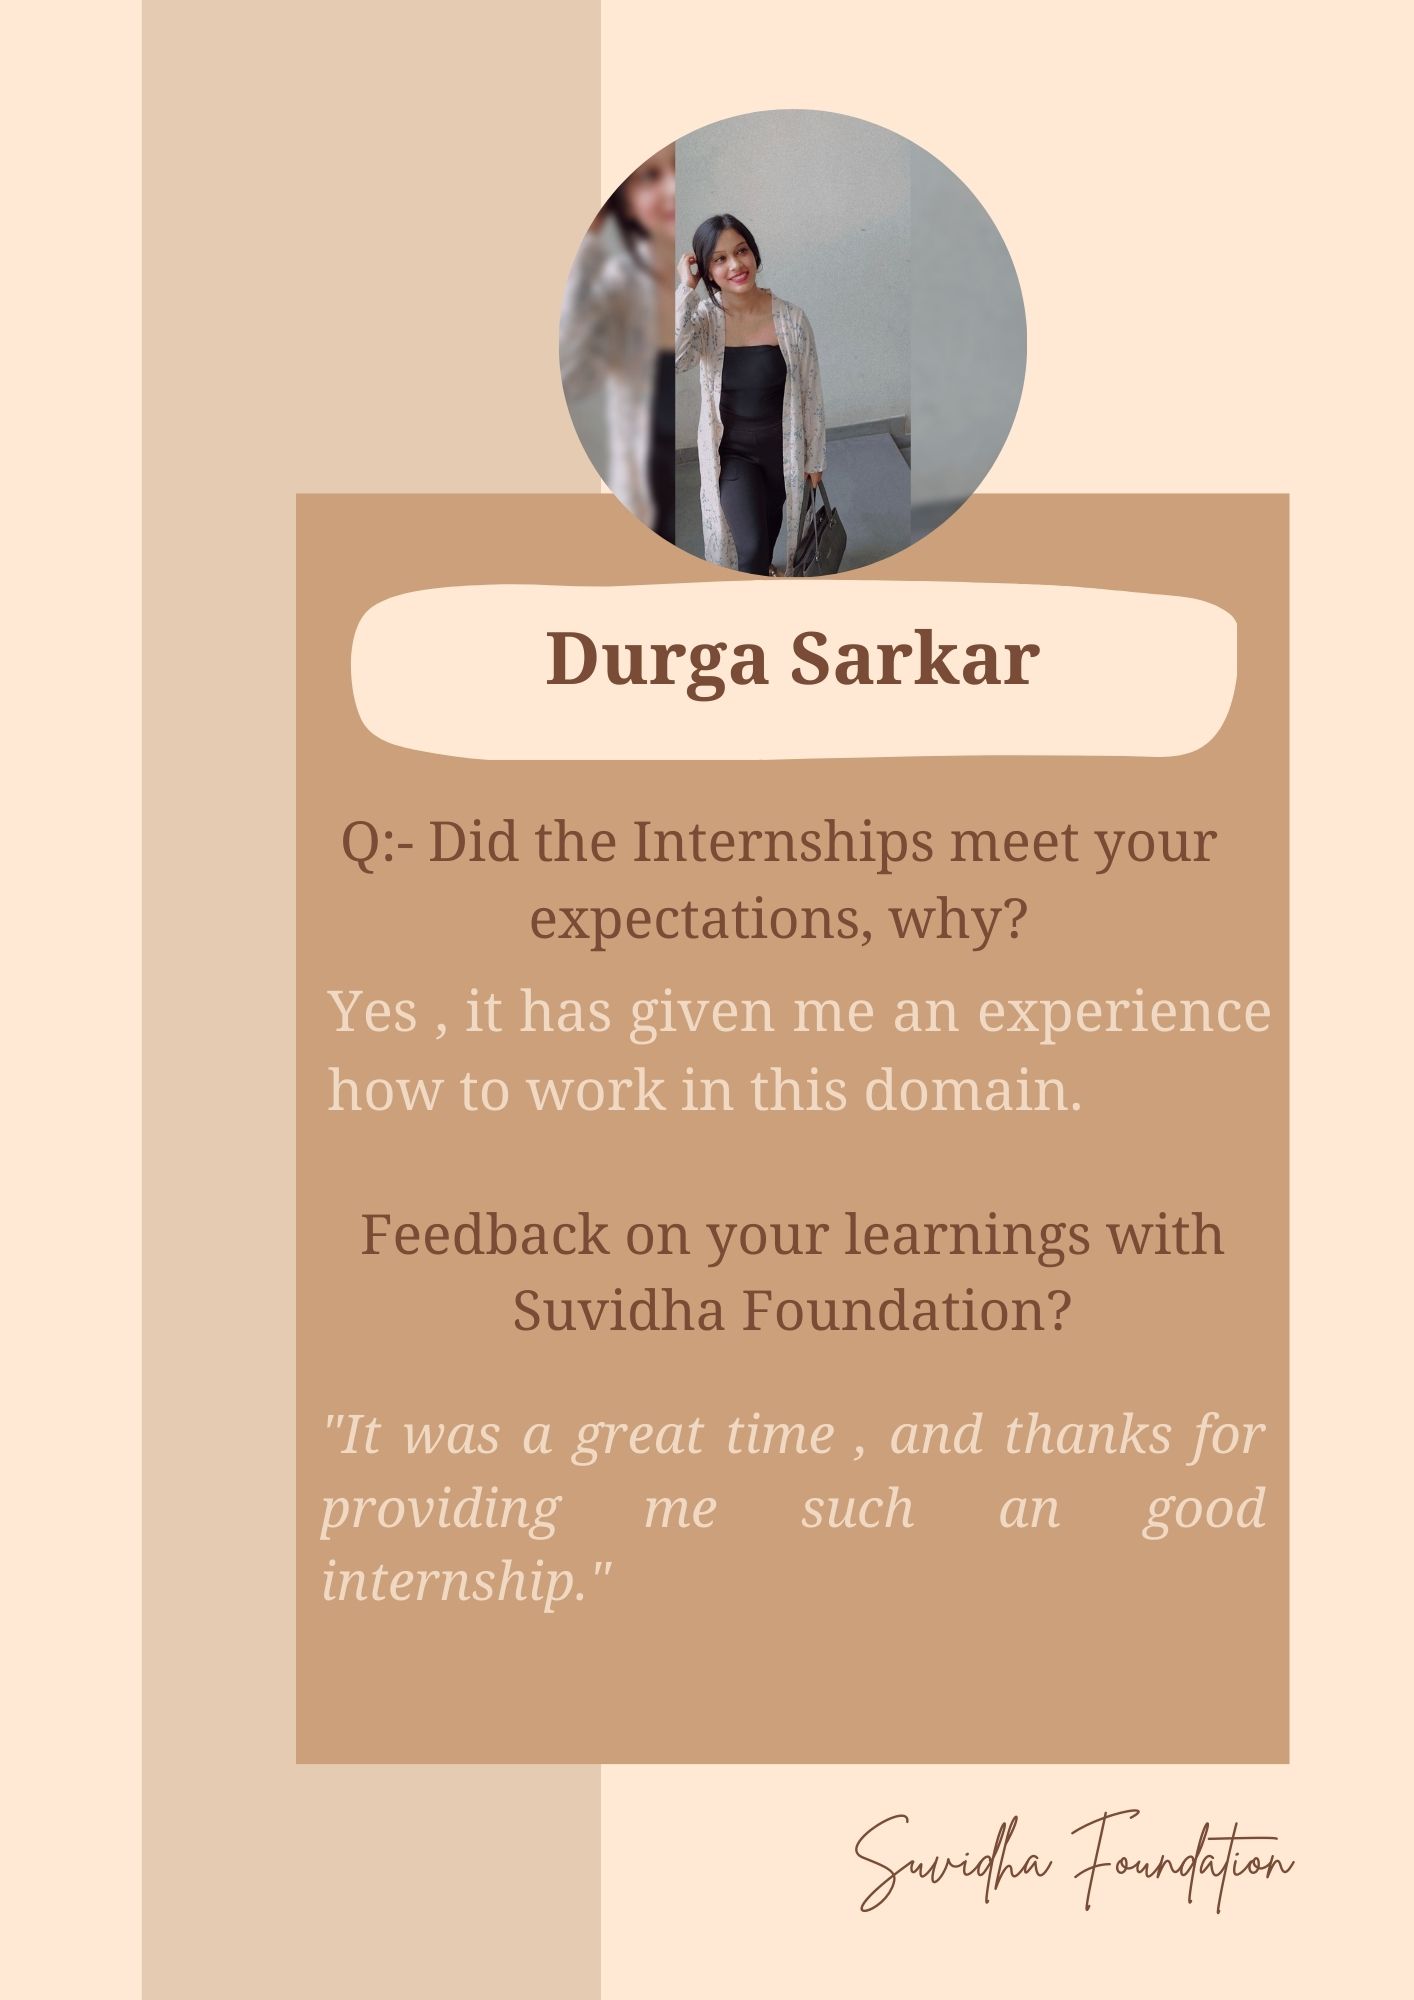 Durga Sarkar
Q:- Did the Internships meet your
expectations, why?
Yes , it has given me an experience
how to work in this domain.
Feedback on your learnings with
Suvidha Foundation?
"It was a great time , and thanks for
providing me such an good
internship."
Suvidha Foundation